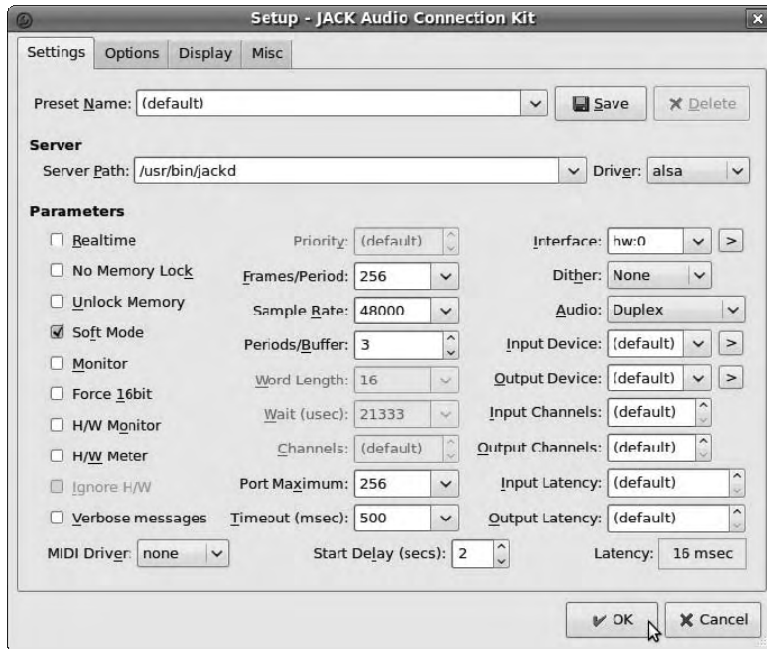 Setup - JACK Audio Connection Kit
Settings Options Display Misc
Preset Name: (default) Save Delete
Server
Server Path: /usr/bin/jackd Driver: alsa
Parameters
Realtime Priority: (default) Interface: hw:0 >
No Memory Lock Frames/Period: 256 Dither: None
Unlock Memory Sample Rate: 48000 Audio: Duplex
Soft Mode Periods/Buffer: 3 Input Device: (default) >
Monitor Word Length: 16 Output Device: (default) >
Force 16bit Wait (usec): 21333 Input Channels: (default)
H/W Monitor Channels: (default) Output Channels: (default)
H/W Meter Port Maximum: 256 Input Latency: (default)
Ignore H/W Timeout (msec): 500 Output Latency: (default)
Verbose messages
MIDI Driver: none Start Delay (secs): 2 Latency: 16 msec
OK Cancel